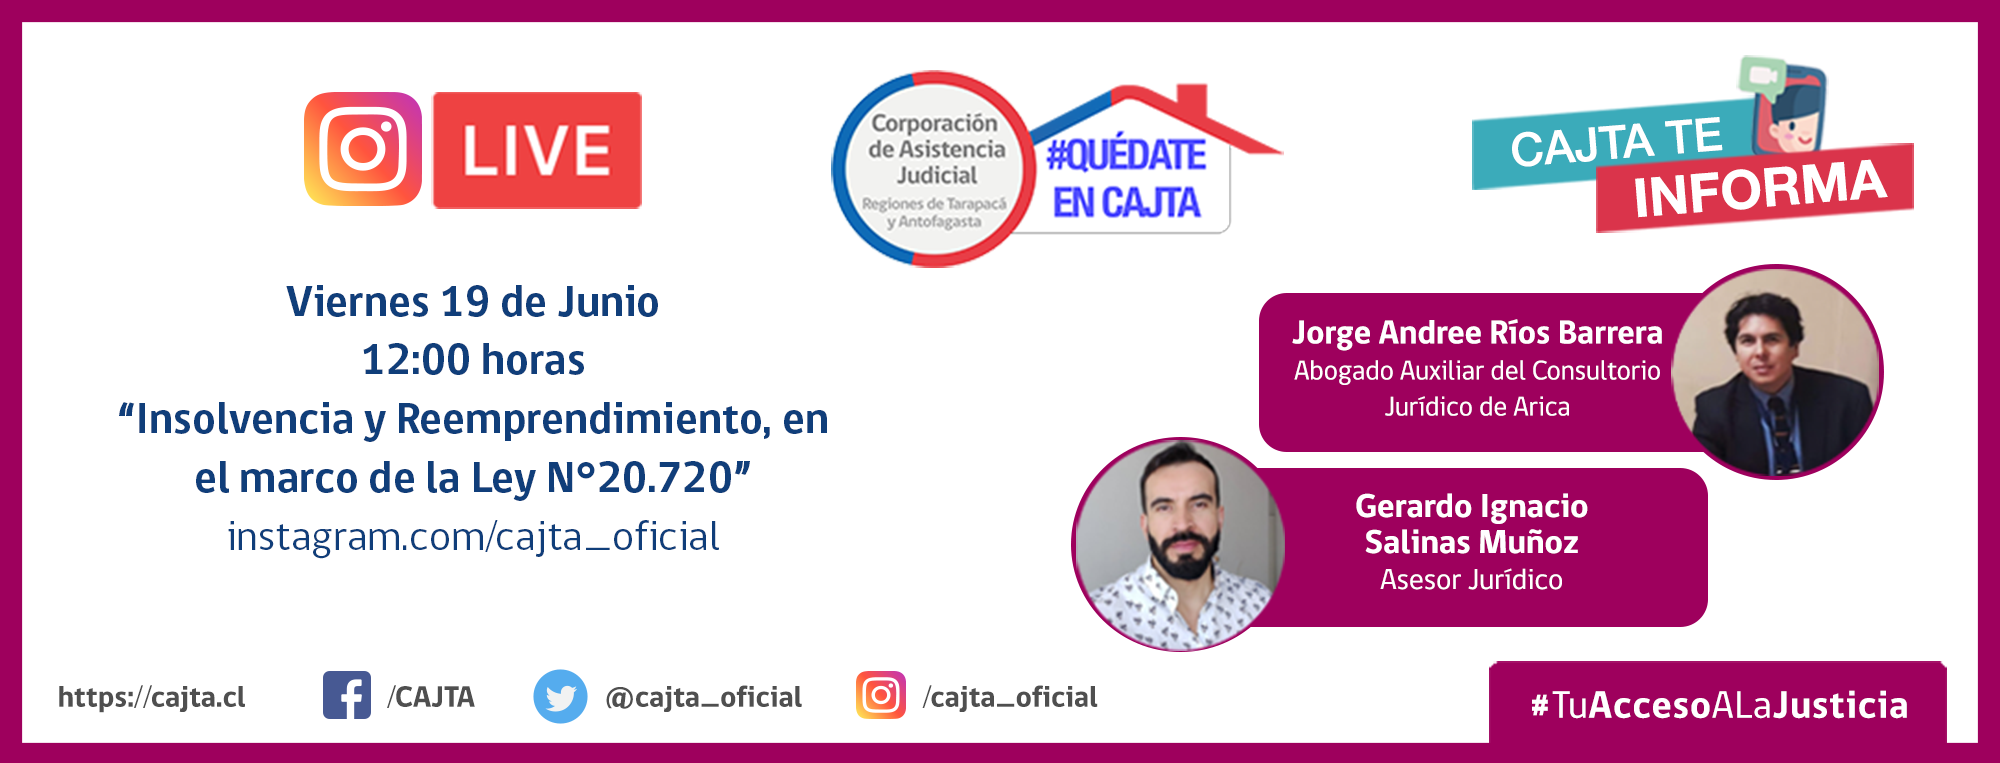 LIVE
Corporación
de Asistencia
Judicial
Regiones de Tarapacá
y Antofagasta
#QUÉDATE
EN CAJTA
CAJTA TE
INFORMA
Viernes 19 de Junio
12:00 horas
“Insolvencia y Reemprendimiento, en
el marco de la Ley N°20.720”
instagram.com/cajta_oficial
Jorge Andree Ríos Barrera
Abogado Auxiliar del Consultorio
Jurídico de Arica
Gerardo Ignacio
Salinas Muñoz
Asesor Jurídico
https://cajta.cl
/CAJTA
@cajta_oficial
/cajta_oficial
#TuAccesoALaJusticia